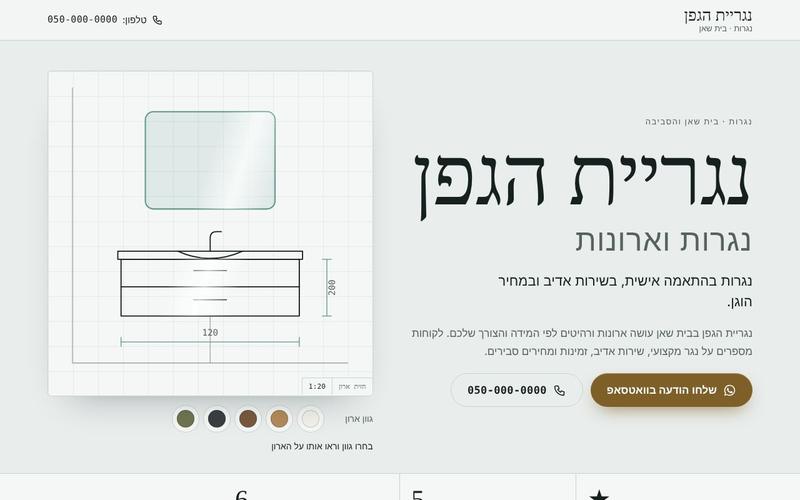 נגריית הגפן
נגרות · בית שאן
טלפון: 050-000-0000
נגרות · בית שאן והסביבה
נגריית הגפן
נגרות וארונות
נגרות בהתאמה אישית, בשירות אדיב ובמחיר
הוגן.
נגריית הגפן בבית שאן עושה ארונות ורהיטים לפי המידה והצורך שלכם. לקוחות
מספרים על נגר מקצועי, שירות אדיב, זמינות ומחירים סבירים.
שלחו הודעה בוואטסאפ
050-000-0000
200
120
חזית ארון
1:20
גוון ארון
בחרו גוון וראו אותו על הארון
★
5
6